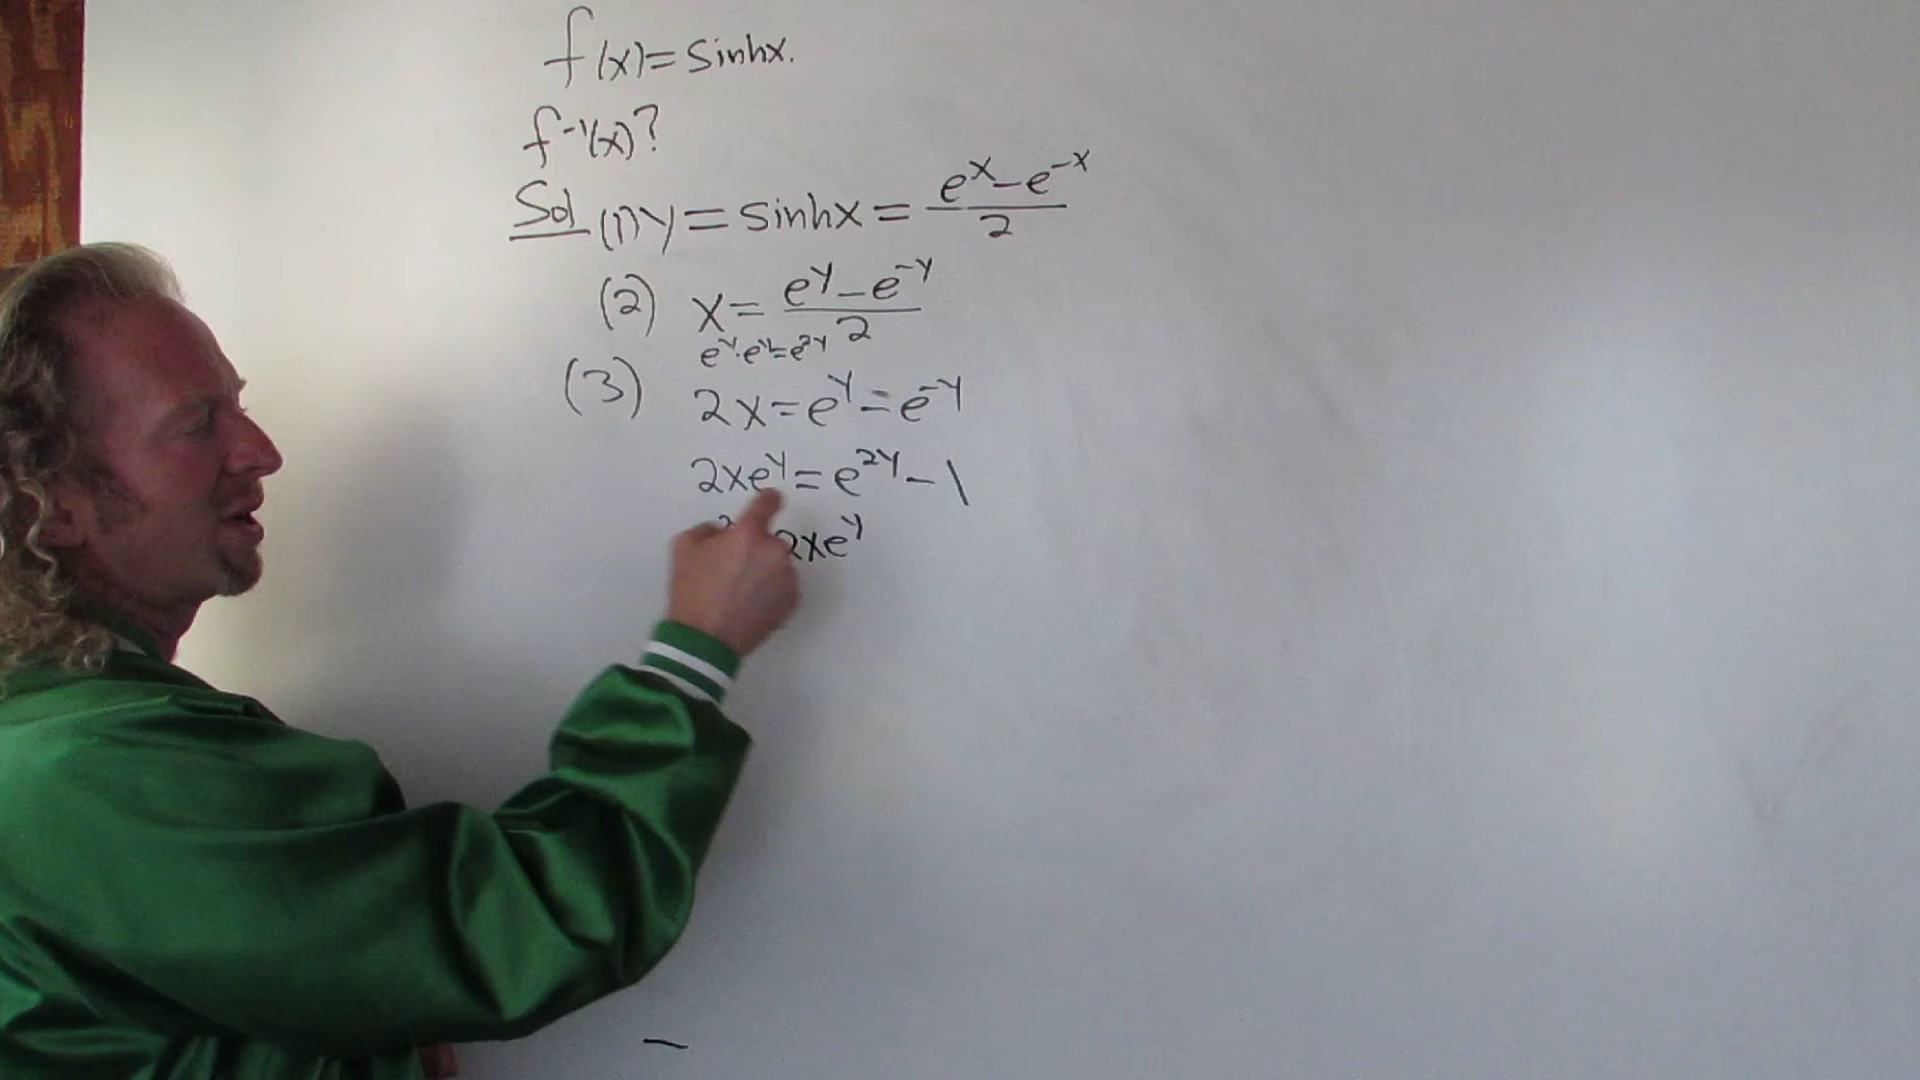 f(x)=sinhx.
f⁻¹(x)?
Sol (1) y = sinhx = (eˣ-e⁻ˣ)/2
(2) x = (eʸ-e⁻ʸ)/2
eʸ·eʸ=e²ʸ
(3) 2x=eʸ-e⁻ʸ
2xeʸ=e²ʸ-1
2xeʸ